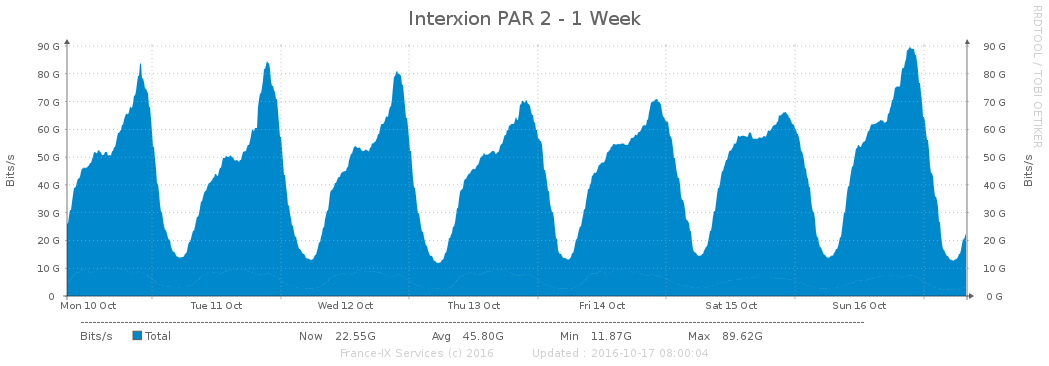 Interxion PAR 2 - 1 Week
RRDTOOL / TOBI OETIKER
Bits/s
90 G 90 G
80 G 80 G
70 G 70 G
60 G 60 G
50 G 50 G
40 G 40 G
30 G 30 G
20 G 20 G
10 G 10 G
0 0 G
Bits/s
Mon 10 Oct Tue 11 Oct Wed 12 Oct Thu 13 Oct Fri 14 Oct Sat 15 Oct Sun 16 Oct
Bits/s Total Now 22.55G Avg 45.80G Min 11.87G Max 89.62G
France-IX Services (c) 2016 Updated : 2016-10-17 08:00:04